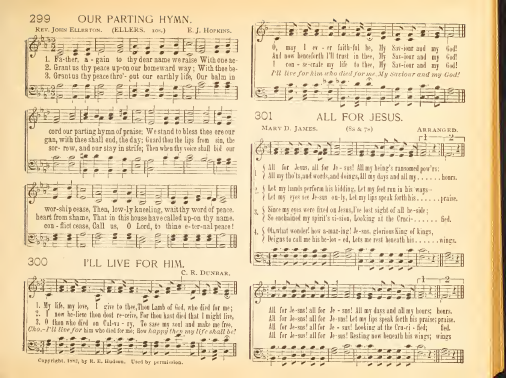 299 OUR PARTING HYMN.
REV. JOHN ELLERTON. (ELLERS. 10s.) E. J. HOPKINS.
1. Fa-ther, a - gain to thy dear name we raise With one ac-
2. Grant us thy peace up-on our homeward way; With thee be-
3. Grant us thy peace thro'-out our earthly life, Our balm in
cord our parting hymn of praise; We stand to bless thee ere our
gan, with thee shall end, the day; Guard thou the lips from sin, the
sor- row, and our stay in strife; Then when thy voice shall bid our
wor-ship cease, Then, low-ly kneeling, wait thy word of peace.
heart from shame, That in this house have called up-on thy name.
con - flict cease, Call us, O Lord, to thine e-ternal peace!
300 I'LL LIVE FOR HIM.
C. R. DUNBAR.
1. My life, my love, I give to thee, Thou Lamb of God, who died for me;
2. I now be-lieve thou dost re-ceive, For thou hast died that I might live,
3. O thou who died on Cal-va - ry, To save my soul and make me free,
Cho.-I'll live for him who died for me, How happy then my life shall be!
Copyright, 1882, by R. E. Hudson. Used by permission.
O, may I ev - er faith-ful be, My Sav-iour and my God!
And now henceforth I'll trust in thee, My Sav-iour and my God!
I con - se-crate my life to thee, My Sav-iour and my God!
I'll live for him who died for me, My Saviour and my God!
301 ALL FOR JESUS.
MARY D. JAMES. (8s & 7s) ARRANGED.
1 2
1. All for Jesus, all for Je - sus! All my being's ransomed pow'rs;
All my tho'ts, and words, and doings, All my days and all my . . . . . . hours.
2. Let my hands perform his bidding, Let my feet run in his ways—
Let my eyes see Je-sus on-ly, Let my lips speak forth his . . . . . praise.
3. Since my eyes were fixed on Jesus, I've lost sight of all be-side;
So enchained my spirit's vi-sion, Looking at the Cru-ci- . . . . . fied.
4. Oh, what wonder! how a-maz-ing! Je-sus, glorious King of kings,
Deigns to call me his be-lov - ed, Lets me rest beneath his . . . . . . wings.
1 2
All for Je-sus! all for Je - sus! All my days and all my hours; hours.
All for Je-sus! all for Je - sus! Let my lips speak forth his praise; praise.
All for Je-sus! all for Je - sus! Looking at the Cru-ci - fied; fied.
All for Je-sus! all for Je - sus! Resting now beneath his wings; wings